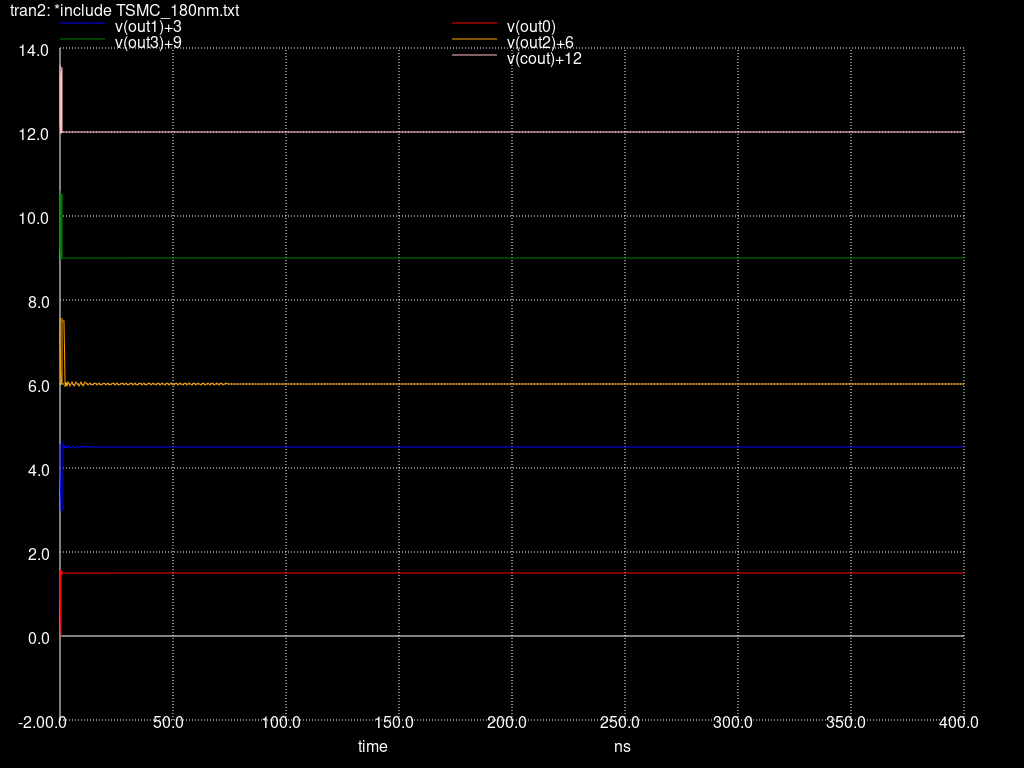 tran2: *include TSMC_180nm.txt
v(out1)+3 v(out0)
v(out3)+9 v(out2)+6
v(cout)+12
14.0
12.0
10.0
8.0
6.0
4.0
2.0
0.0
-2.00.0 50.0 100.0 150.0 200.0 250.0 300.0 350.0 400.0
time ns